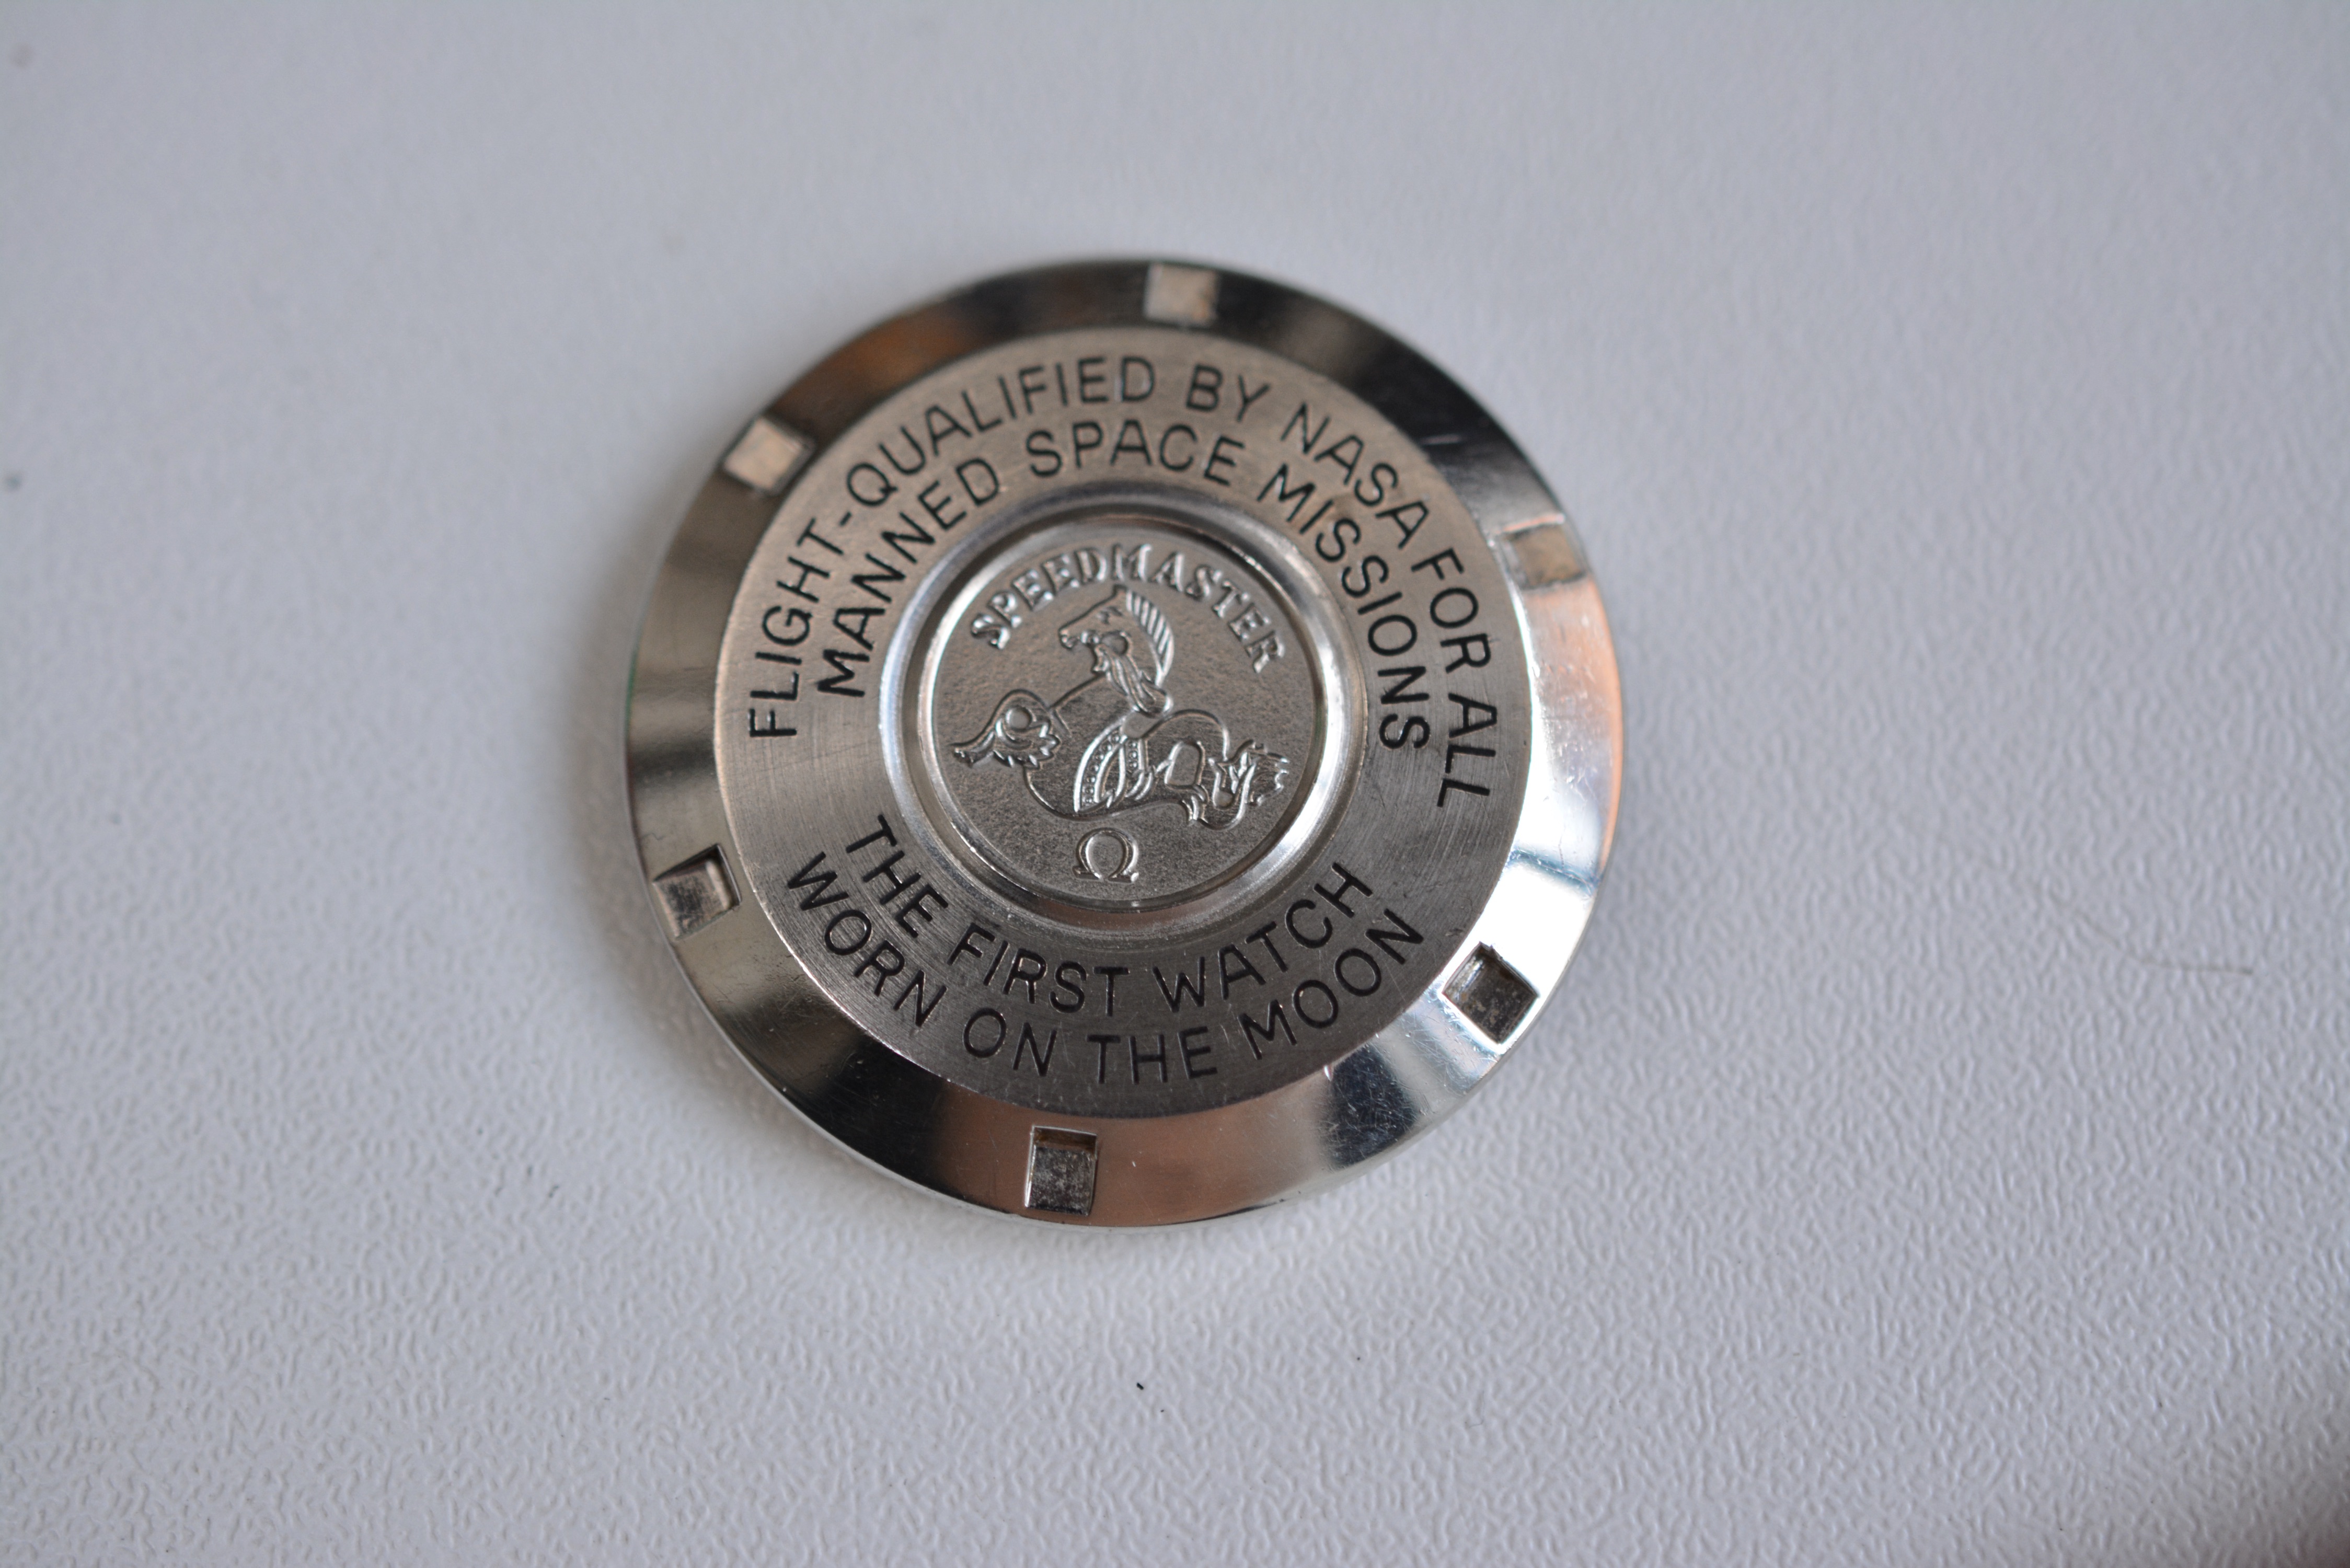 FLIGHT-QUALIFIED BY NASA FOR ALL
MANNED SPACE MISSIONS
SPEEDMASTER
Ω
THE FIRST WATCH
WORN ON THE MOON